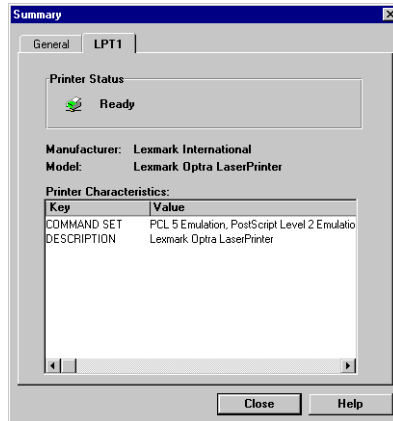 Summary
General LPT1
Printer Status
Ready
Manufacturer: Lexmark International
Model: Lexmark Optra LaserPrinter
Printer Characteristics:
Key Value
COMMAND SET PCL 5 Emulation, PostScript Level 2 Emulatio
DESCRIPTION Lexmark Optra LaserPrinter
Close Help